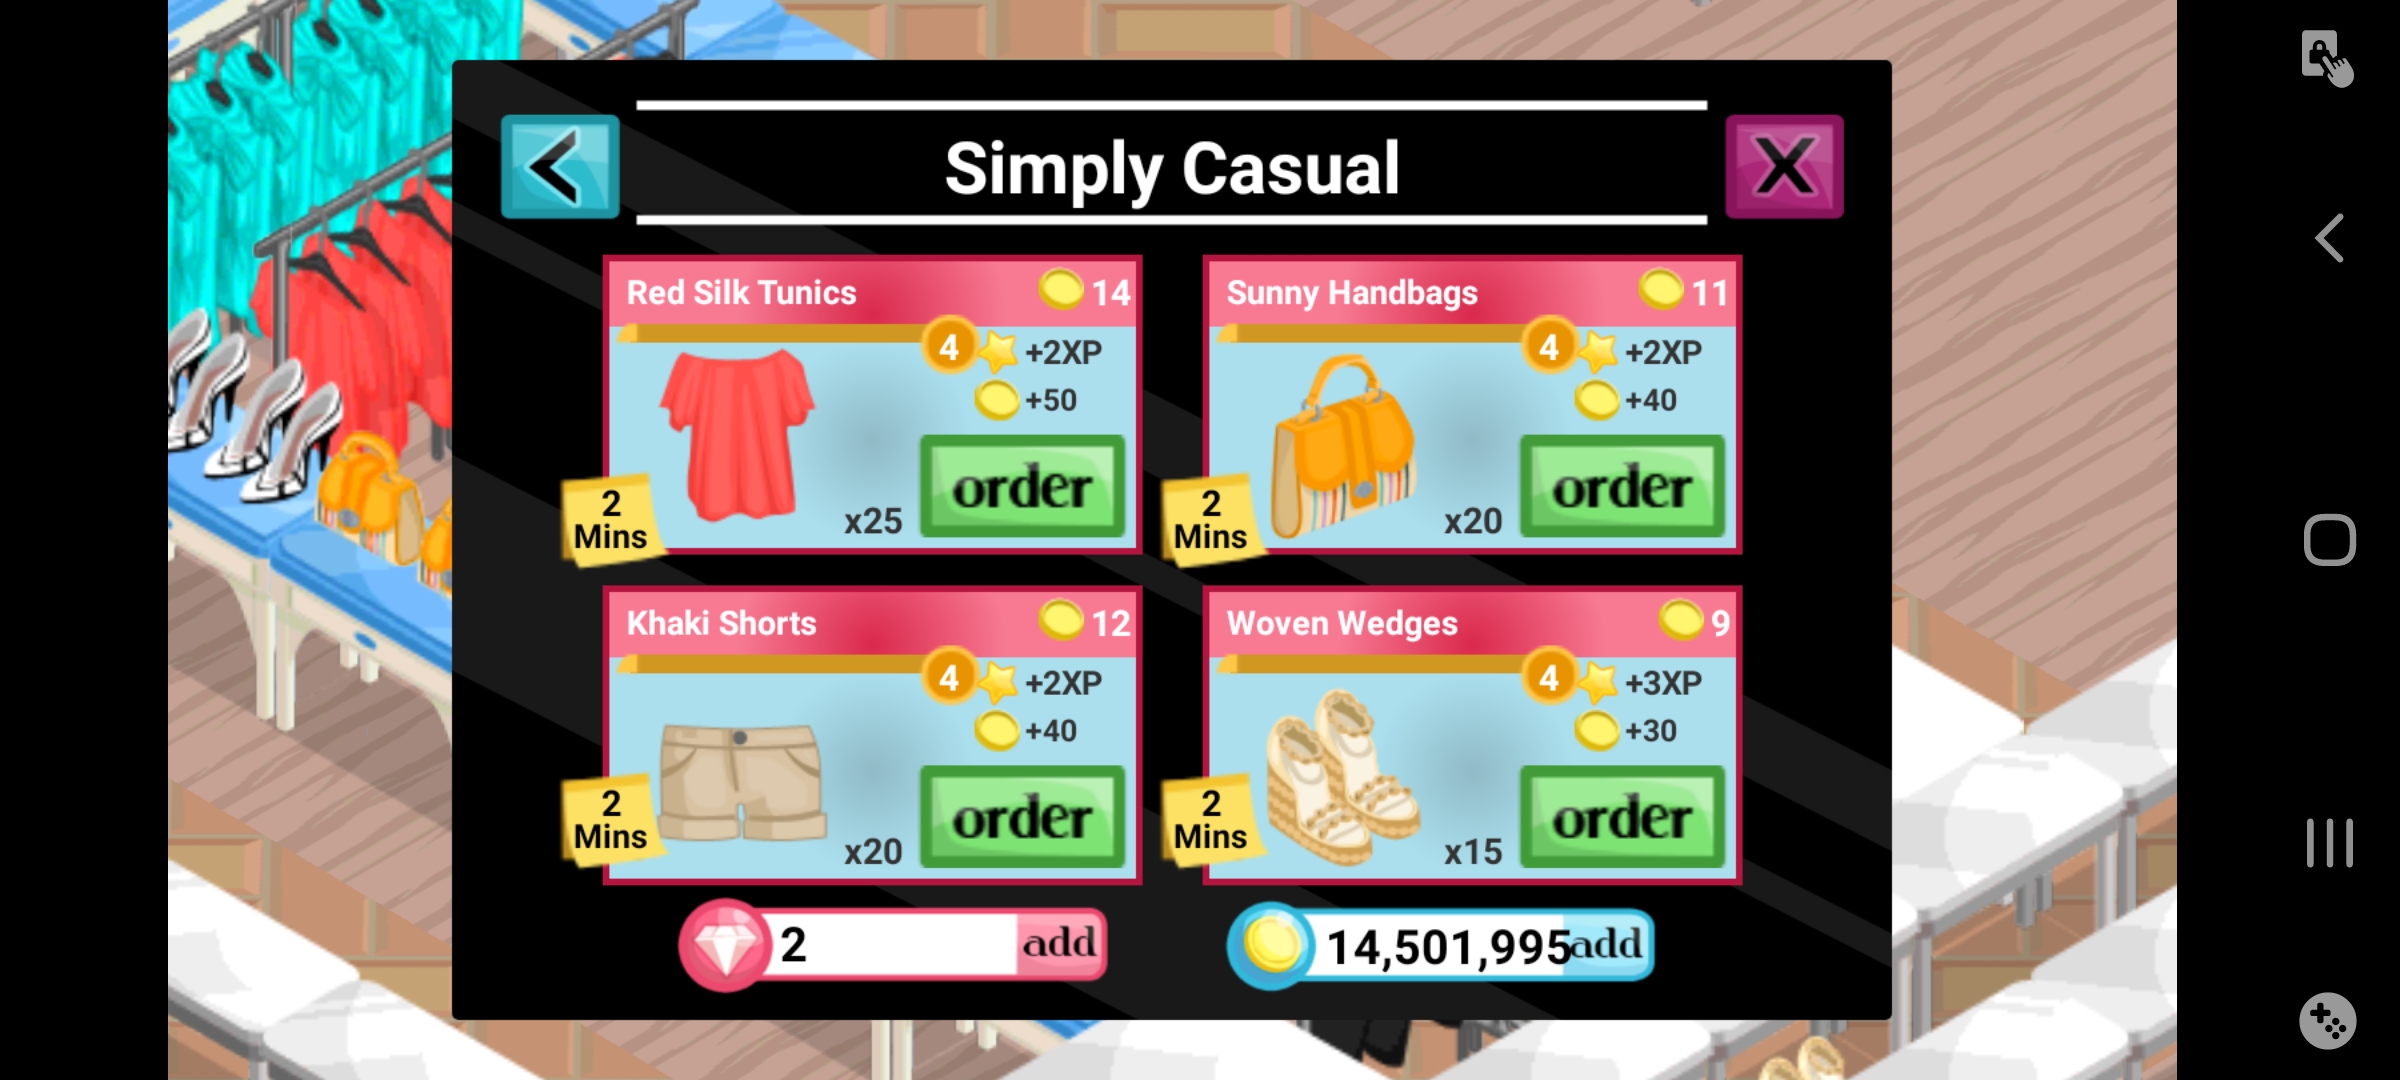 Simply Casual
Red Silk Tunics 14
4 +2XP
+50
2
Mins
x25
order
Sunny Handbags 11
4 +2XP
+40
2
Mins
x20
order
Khaki Shorts 12
4 +2XP
+40
2
Mins
x20
order
Woven Wedges 9
4 +3XP
+30
2
Mins
x15
order
2 add
14,501,995 add